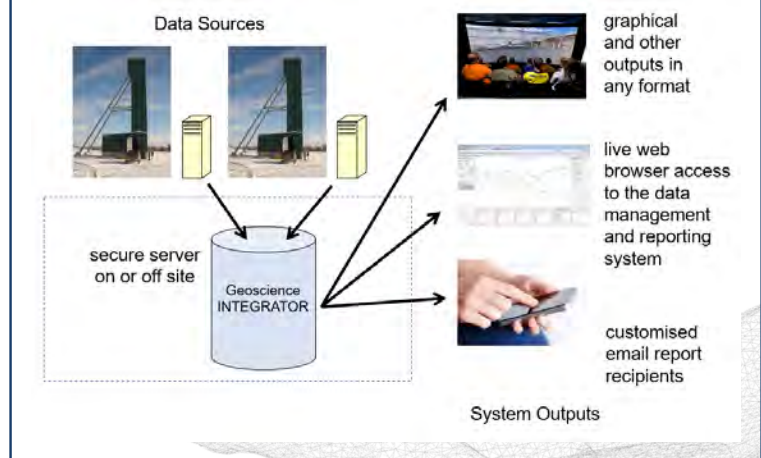 Data Sources
graphical
and other
outputs in
any format
live web
browser access
to the data
management
and reporting
system
secure server
on or off site
Geoscience
INTEGRATOR
customised
email report
recipients
System Outputs